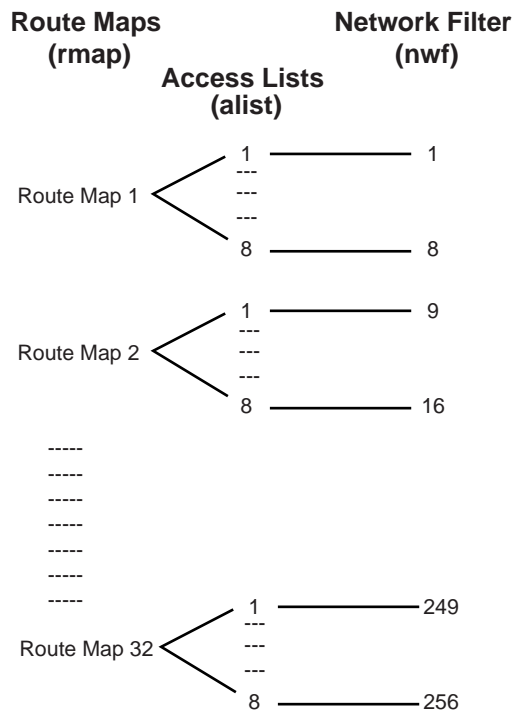 Route Maps
(rmap)
Access Lists
(alist)
Network Filter
(nwf)
1 1
---
Route Map 1 ---
---
8 8
1 9
---
Route Map 2 ---
---
8 16
-----
-----
-----
-----
-----
-----
-----
1 249
---
Route Map 32 ---
---
8 256